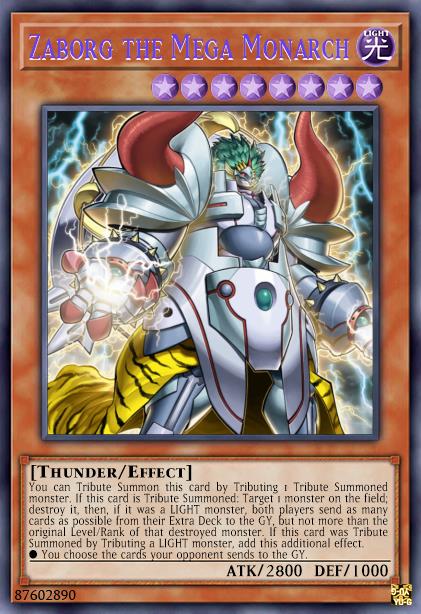 Zaborg the Mega Monarch
LIGHT
光
[Thunder/Effect]
You can Tribute Summon this card by Tributing 1 Tribute Summoned
monster. If this card is Tribute Summoned: Target 1 monster on the field;
destroy it, then, if it was a LIGHT monster, both players send as many
cards as possible from their Extra Deck to the GY, but not more than the
original Level/Rank of that destroyed monster. If this card was Tribute
Summoned by Tributing a LIGHT monster, add this additional effect.
● You choose the cards your opponent sends to the GY.
ATK/2800 DEF/1000
87602890